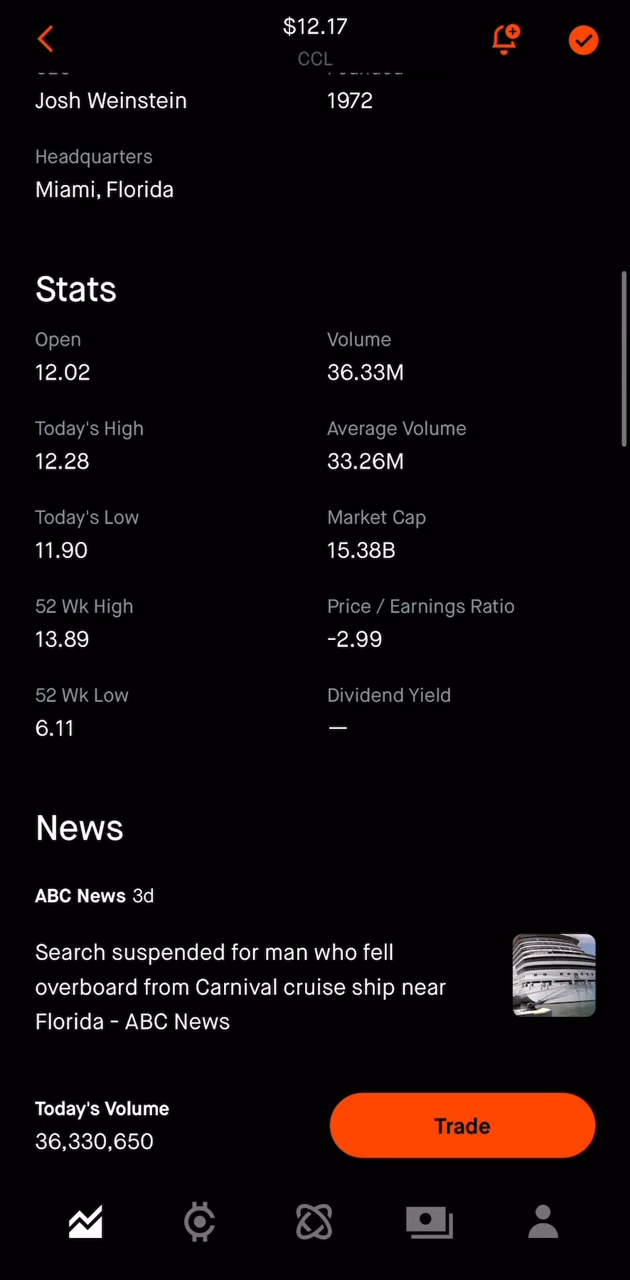 $12.17
CCL
Josh Weinstein
1972
Headquarters
Miami, Florida
Stats
Open
Volume
12.02
36.33M
Today's High
Average Volume
12.28
33.26M
Today's Low
Market Cap
11.90
15.38B
52 Wk High
Price / Earnings Ratio
13.89
-2.99
52 Wk Low
Dividend Yield
6.11
—
News
ABC News 3d
Search suspended for man who fell
overboard from Carnival cruise ship near
Florida - ABC News
Today's Volume
36,330,650
Trade